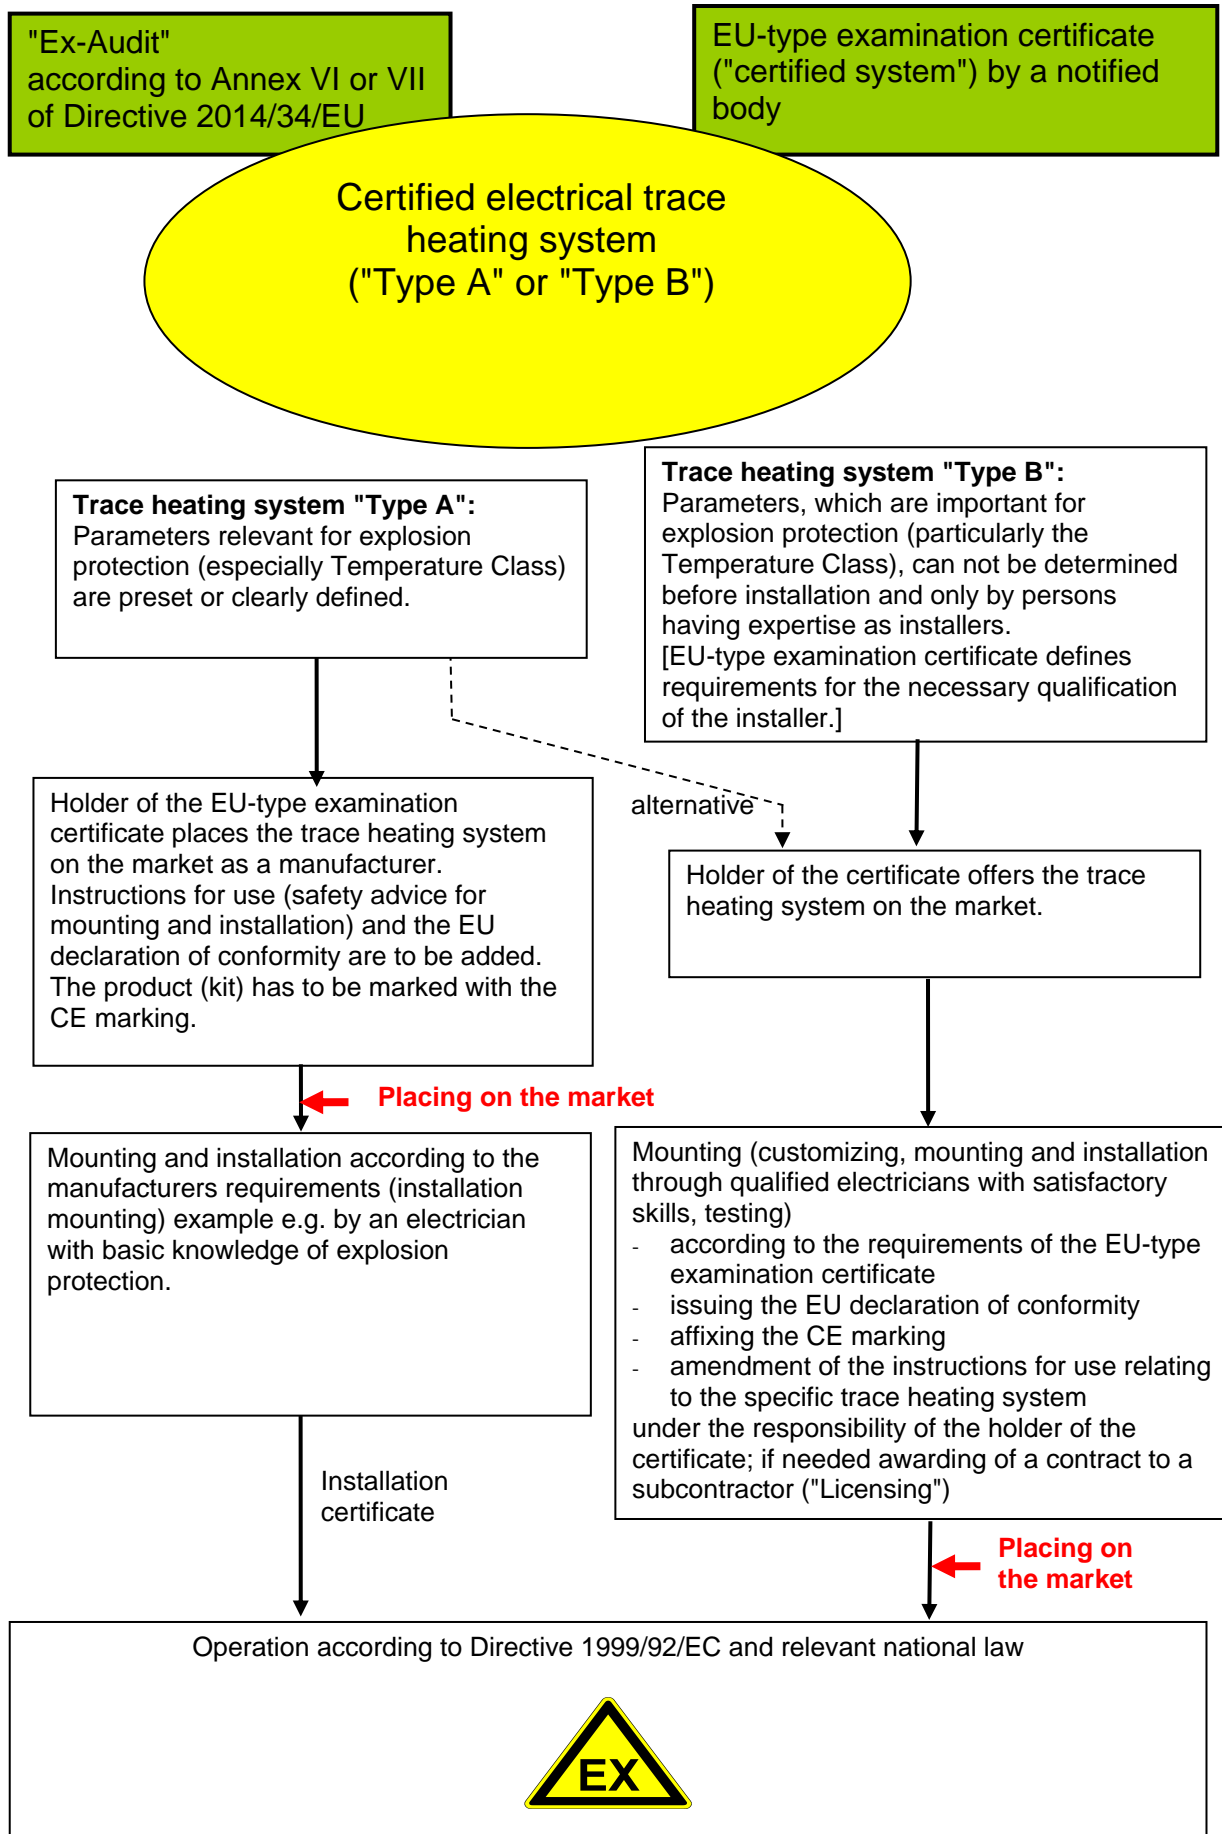 "Ex-Audit"
according to Annex VI or VII
of Directive 2014/34/EU
EU-type examination certificate
("certified system") by a notified
body
Certified electrical trace
heating system
("Type A" or "Type B")
Trace heating system "Type A":
Parameters relevant for explosion
protection (especially Temperature Class)
are preset or clearly defined.
Trace heating system "Type B":
Parameters, which are important for
explosion protection (particularly the
Temperature Class), can not be determined
before installation and only by persons
having expertise as installers.
[EU-type examination certificate defines
requirements for the necessary qualification
of the installer.]
Holder of the EU-type examination
certificate places the trace heating system
on the market as a manufacturer.
Instructions for use (safety advice for
mounting and installation) and the EU
declaration of conformity are to be added.
The product (kit) has to be marked with the
CE marking.
alternative
Holder of the certificate offers the trace
heating system on the market.
Placing on the market
Mounting and installation according to the
manufacturers requirements (installation
mounting) example e.g. by an electrician
with basic knowledge of explosion
protection.
Mounting (customizing, mounting and installation
through qualified electricians with satisfactory
skills, testing)
- according to the requirements of the EU-type
examination certificate
- issuing the EU declaration of conformity
- affixing the CE marking
- amendment of the instructions for use relating
to the specific trace heating system
under the responsibility of the holder of the
certificate; if needed awarding of a contract to a
subcontractor ("Licensing")
Installation
certificate
Placing on
the market
Operation according to Directive 1999/92/EC and relevant national law
EX